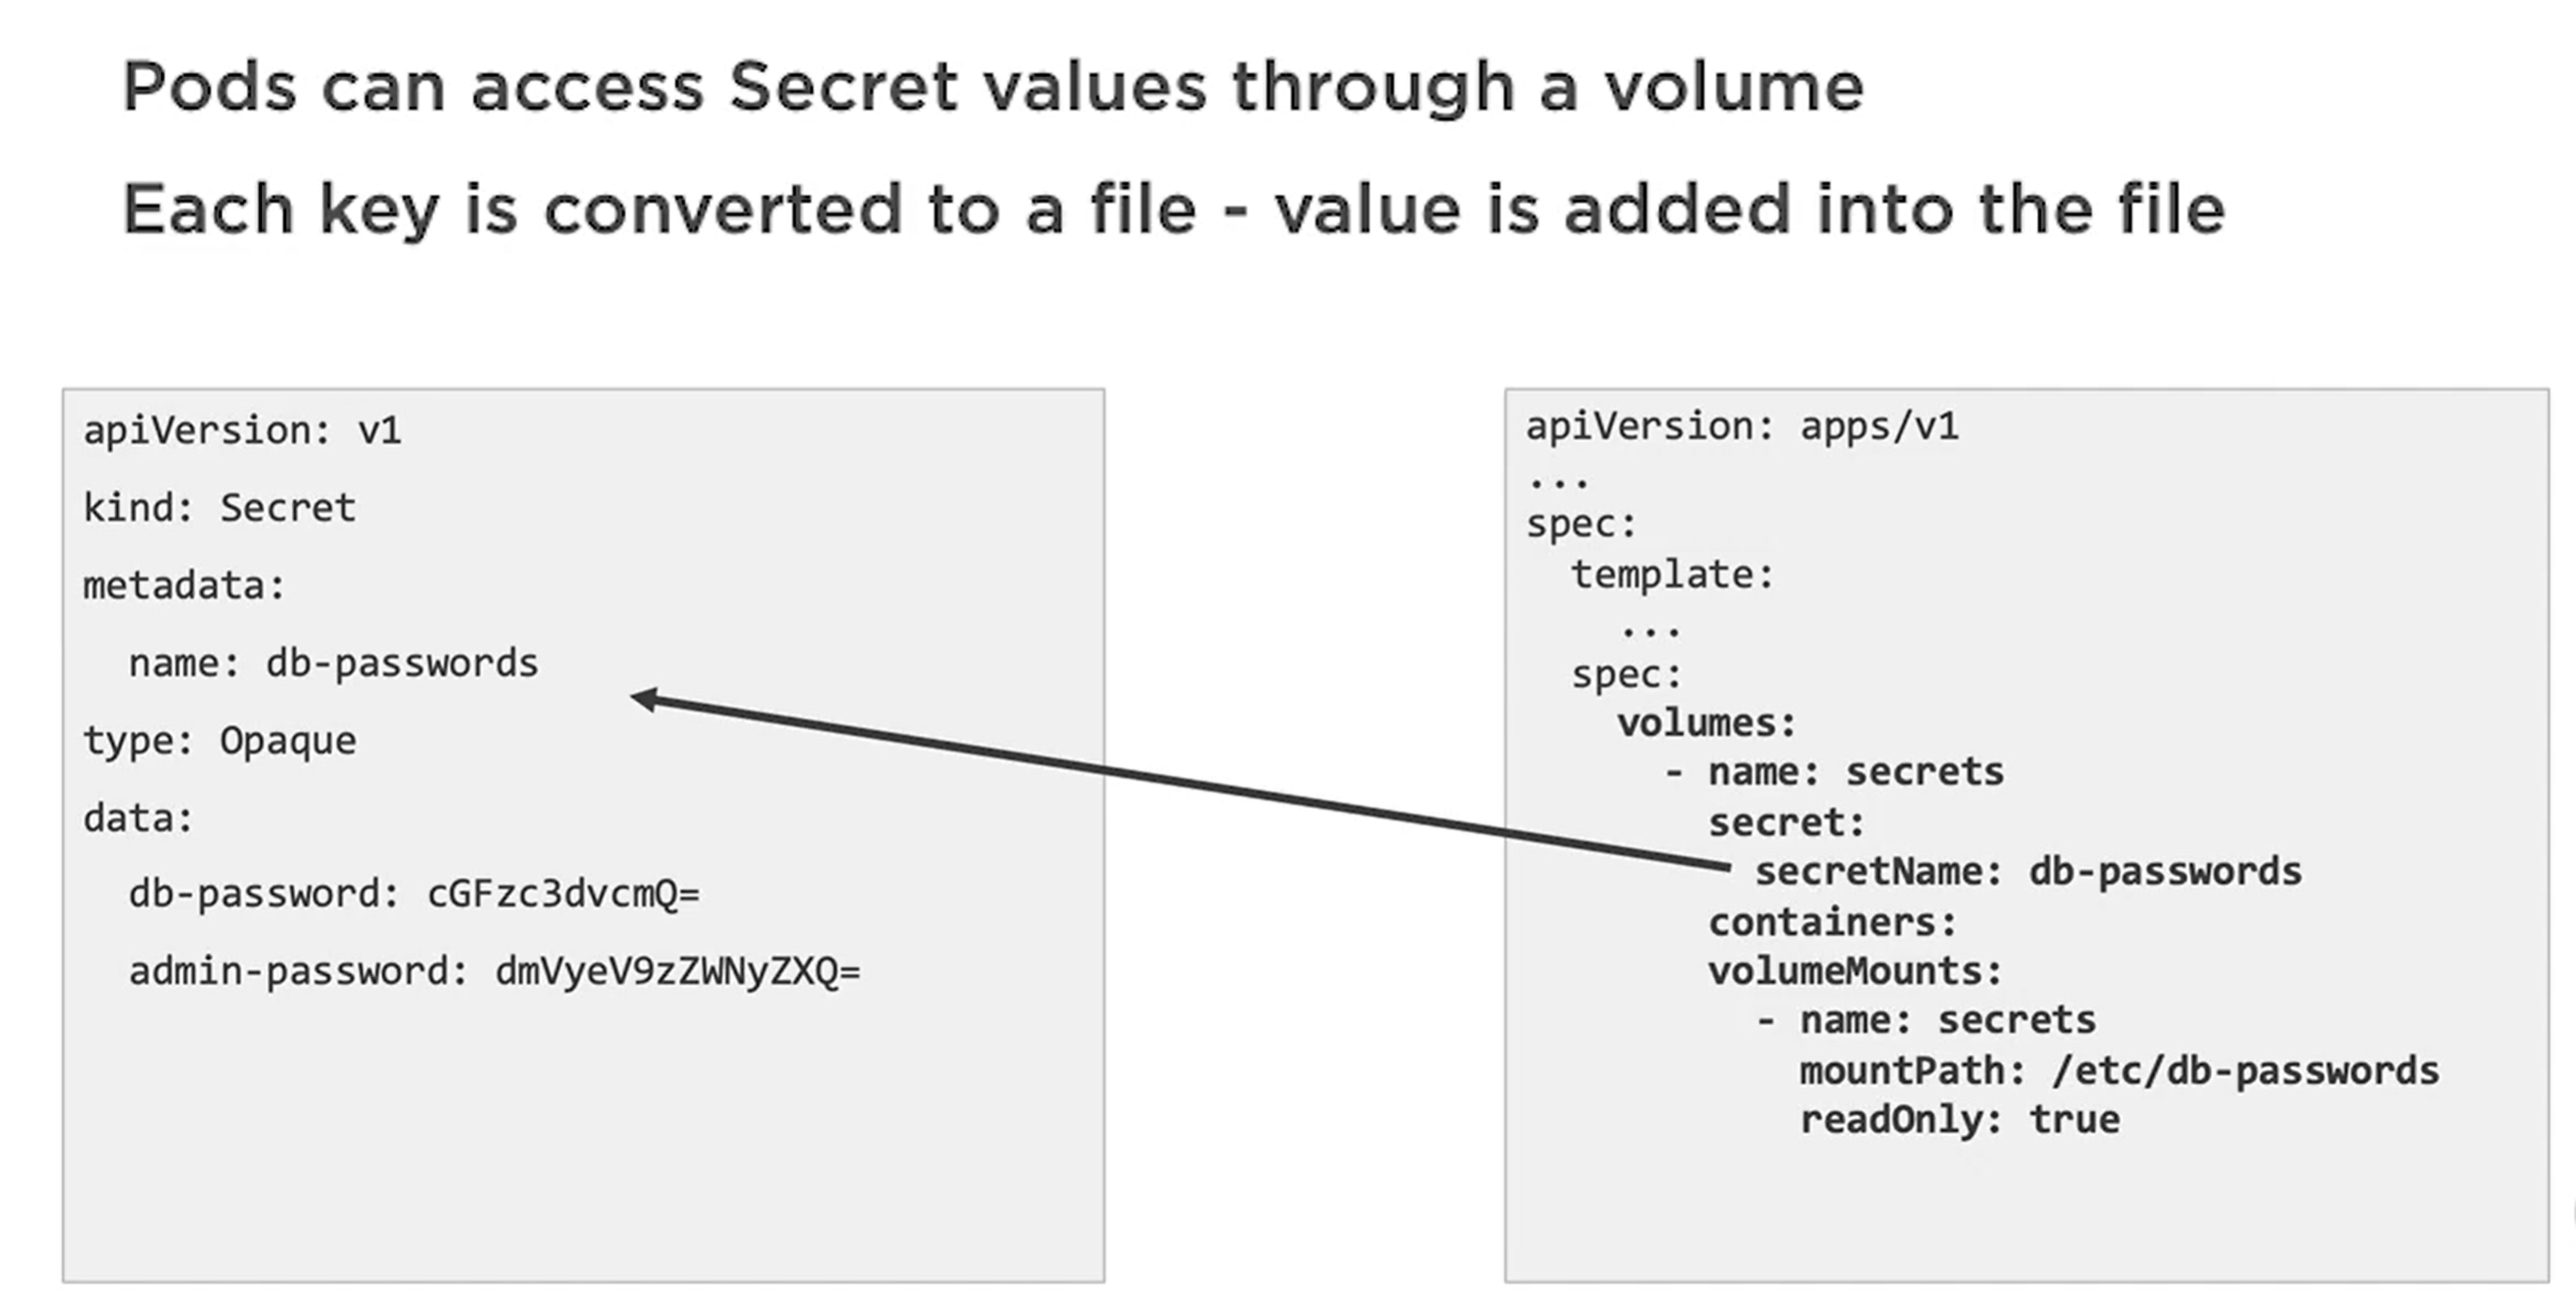 Pods can access Secret values through a volume
Each key is converted to a file - value is added into the file
apiVersion: v1
kind: Secret
metadata:
  name: db-passwords
type: Opaque
data:
  db-password: cGFzc3dvcmQ=
  admin-password: dmVyeV9zZWNyZXQ=
apiVersion: apps/v1
...
spec:
  template:
    ...
  spec:
    volumes:
      - name: secrets
        secret:
          secretName: db-passwords
        containers:
        volumeMounts:
          - name: secrets
            mountPath: /etc/db-passwords
            readOnly: true